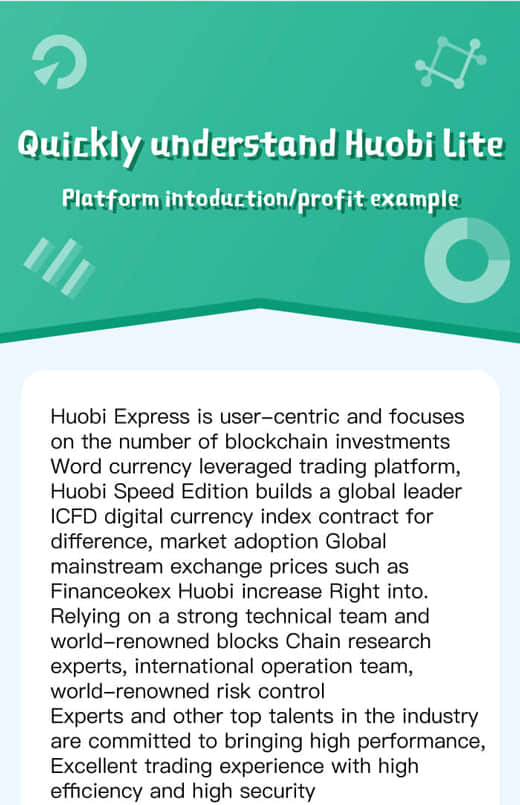 Quickly understand Huobi Lite
Platform intoduction/profit example
Huobi Express is user-centric and focuses
on the number of blockchain investments
Word currency leveraged trading platform,
Huobi Speed Edition builds a global leader
ICFD digital currency index contract for
difference, market adoption Global
mainstream exchange prices such as
Financeokex Huobi increase Right into.
Relying on a strong technical team and
world-renowned blocks Chain research
experts, international operation team,
world-renowned risk control
Experts and other top talents in the industry
are committed to bringing high performance,
Excellent trading experience with high
efficiency and high security